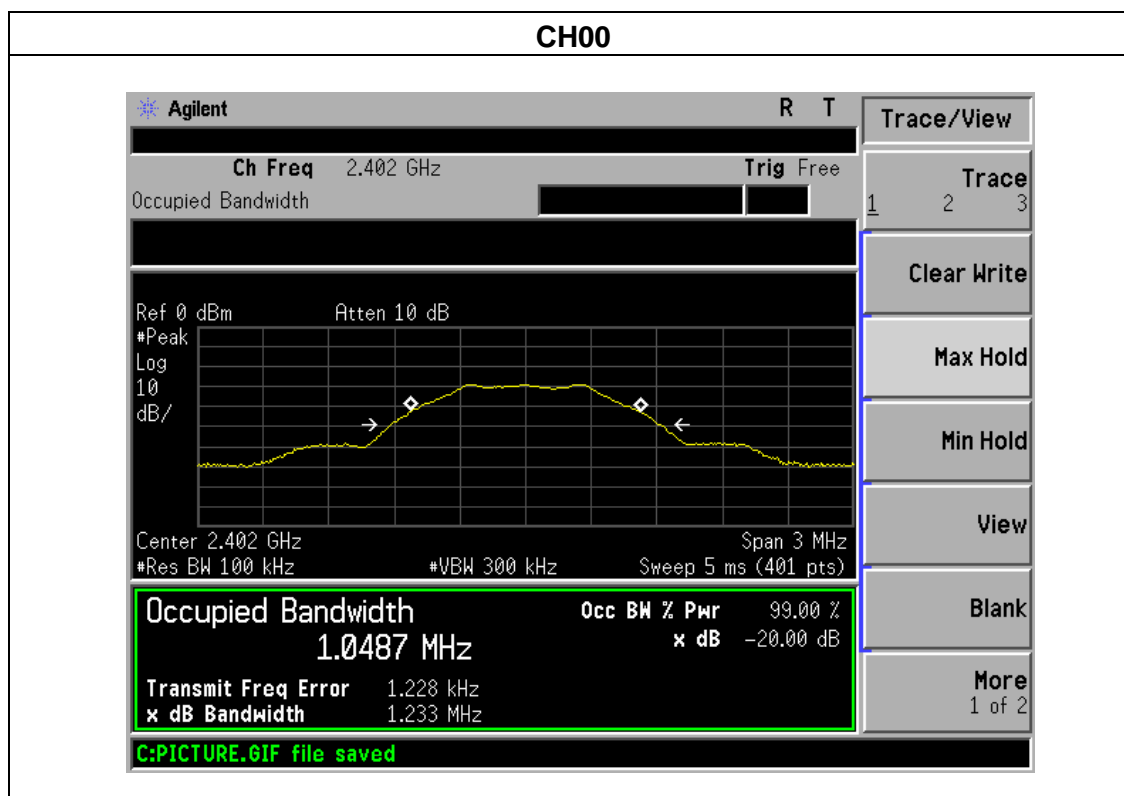 CH00
Agilent R T
Ch Freq 2.402 GHz Trig Free
Occupied Bandwidth
Ref 0 dBm Atten 10 dB
#Peak
Log
10
dB/
Center 2.402 GHz Span 3 MHz
#Res BW 100 kHz #VBW 300 kHz Sweep 5 ms (401 pts)
Occupied Bandwidth Occ BW % Pwr 99.00 %
1.0487 MHz x dB -20.00 dB
Transmit Freq Error 1.228 kHz
x dB Bandwidth 1.233 MHz
C:PICTURE.GIF file saved
Trace/View
Trace
1 2 3
Clear Write
Max Hold
Min Hold
View
Blank
More
1 of 2